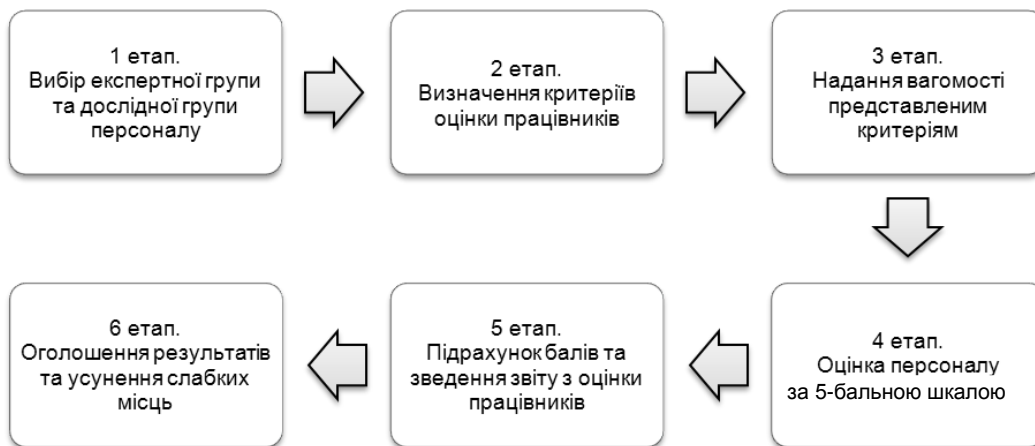 1 етап.
Вибір експертної групи
та дослідної групи
персоналу
2 етап.
Визначення критеріїв
оцінки працівників
3 етап.
Надання вагомості
представленим
критеріям
4 етап.
Оцінка персоналу
за 5-бальною шкалою
5 етап.
Підрахунок балів та
зведення звіту з оцінки
працівників
6 етап.
Оголошення результатів
та усунення слабких
місць